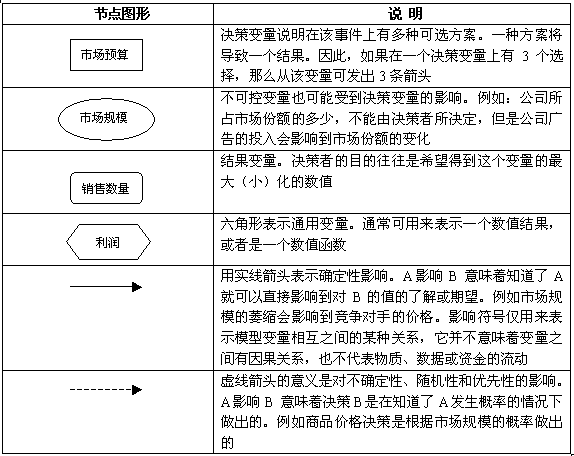 节点图形 说 明
市场预算
决策变量说明在该事件上有多种可选方案。一种方案将
导致一个结果。因此，如果在一个决策变量上有 3 个选
择，那么从该变量可发出3条箭头
市场规模
不可控变量也可能受到决策变量的影响。例如：公司所
占市场份额的多少，不能由决策者所决定，但是公司广
告的投入会影响到市场份额的变化
销售数量
结果变量。决策者的目的往往是希望得到这个变量的最
大（小）化的数值
利润
六角形表示通用变量。通常可用来表示一个数值结果，
或者是一个数值函数
用实线箭头表示确定性影响。A 影响 B 意味着知道了 A
就可以直接影响到对 B 的值的了解或期望。例如市场规
模的萎缩会影响到竞争对手的价格。影响符号仅用来表
示模型变量相互之间的某种关系，它并不意味着变量之
间有因果关系，也不代表物质、数据或资金的流动
虚线箭头的意义是对不确定性、随机性和优先性的影响。
A影响 B 意味着决策B是在知道了 A发生概率的情况下
做出的。例如商品价格决策是根据市场规模的概率做出
的